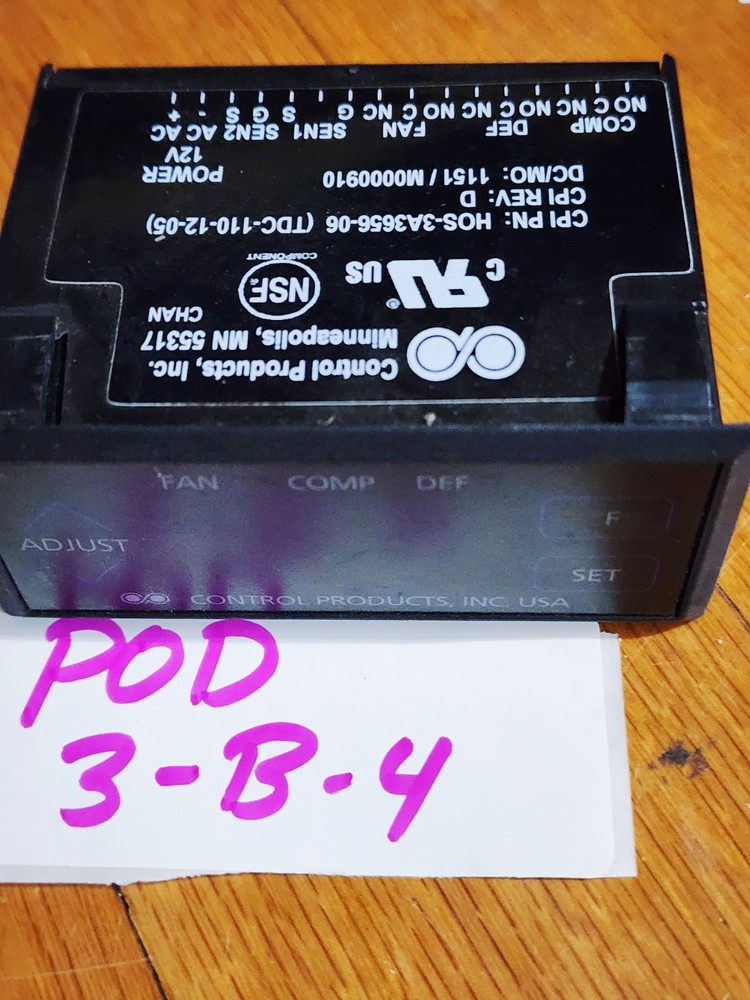 Control Products, Inc.
Minneapolis, MN 55317
CHAN
C UR US
®
NSF®
COMPONENT
CPI PN: HOS-3A3656-06 (TDC-110-12-05)
CPI REV: D
DC/MO: 1151 / M0000910
POWER
12V
COMP DEF FAN SEN1 SEN2 AC AC
NO C NC NO C NC NO C NC G S S G S - +
FAN COMP DEF
F
ADJUST
SET
CONTROL PRODUCTS, INC. USA
POD
3-B-4